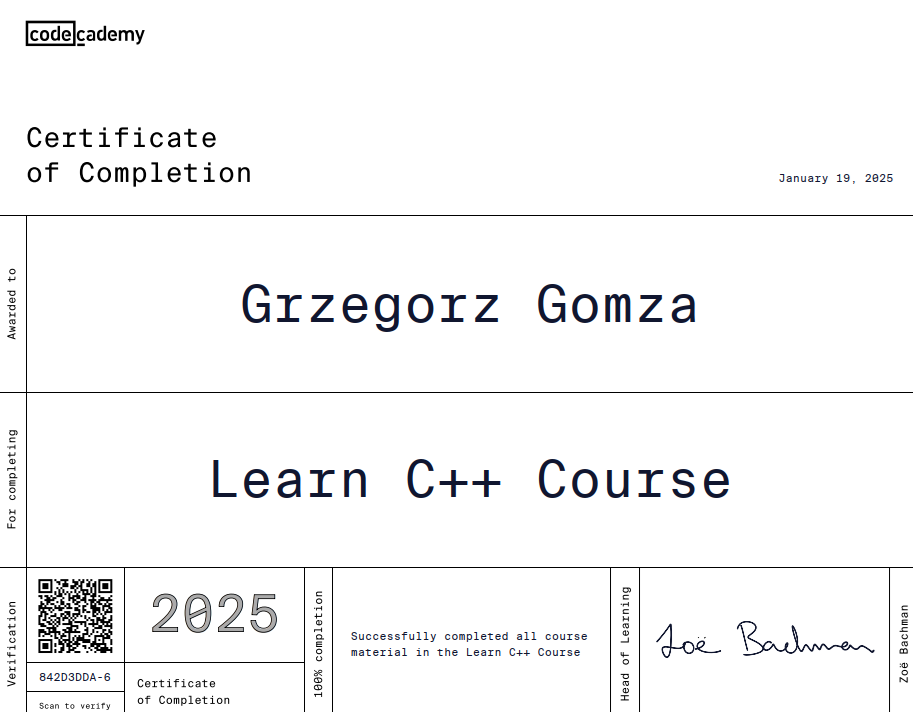 codecademy
Certificate
of Completion
January 19, 2025
Awarded to
Grzegorz Gomza
For completing
Learn C++ Course
Verification
842D3DDA-6
Scan to verify
2025
Certificate
of Completion
100% completion
Successfully completed all course
material in the Learn C++ Course
Head of Learning
Zoë Bachman
Zoë Bachman